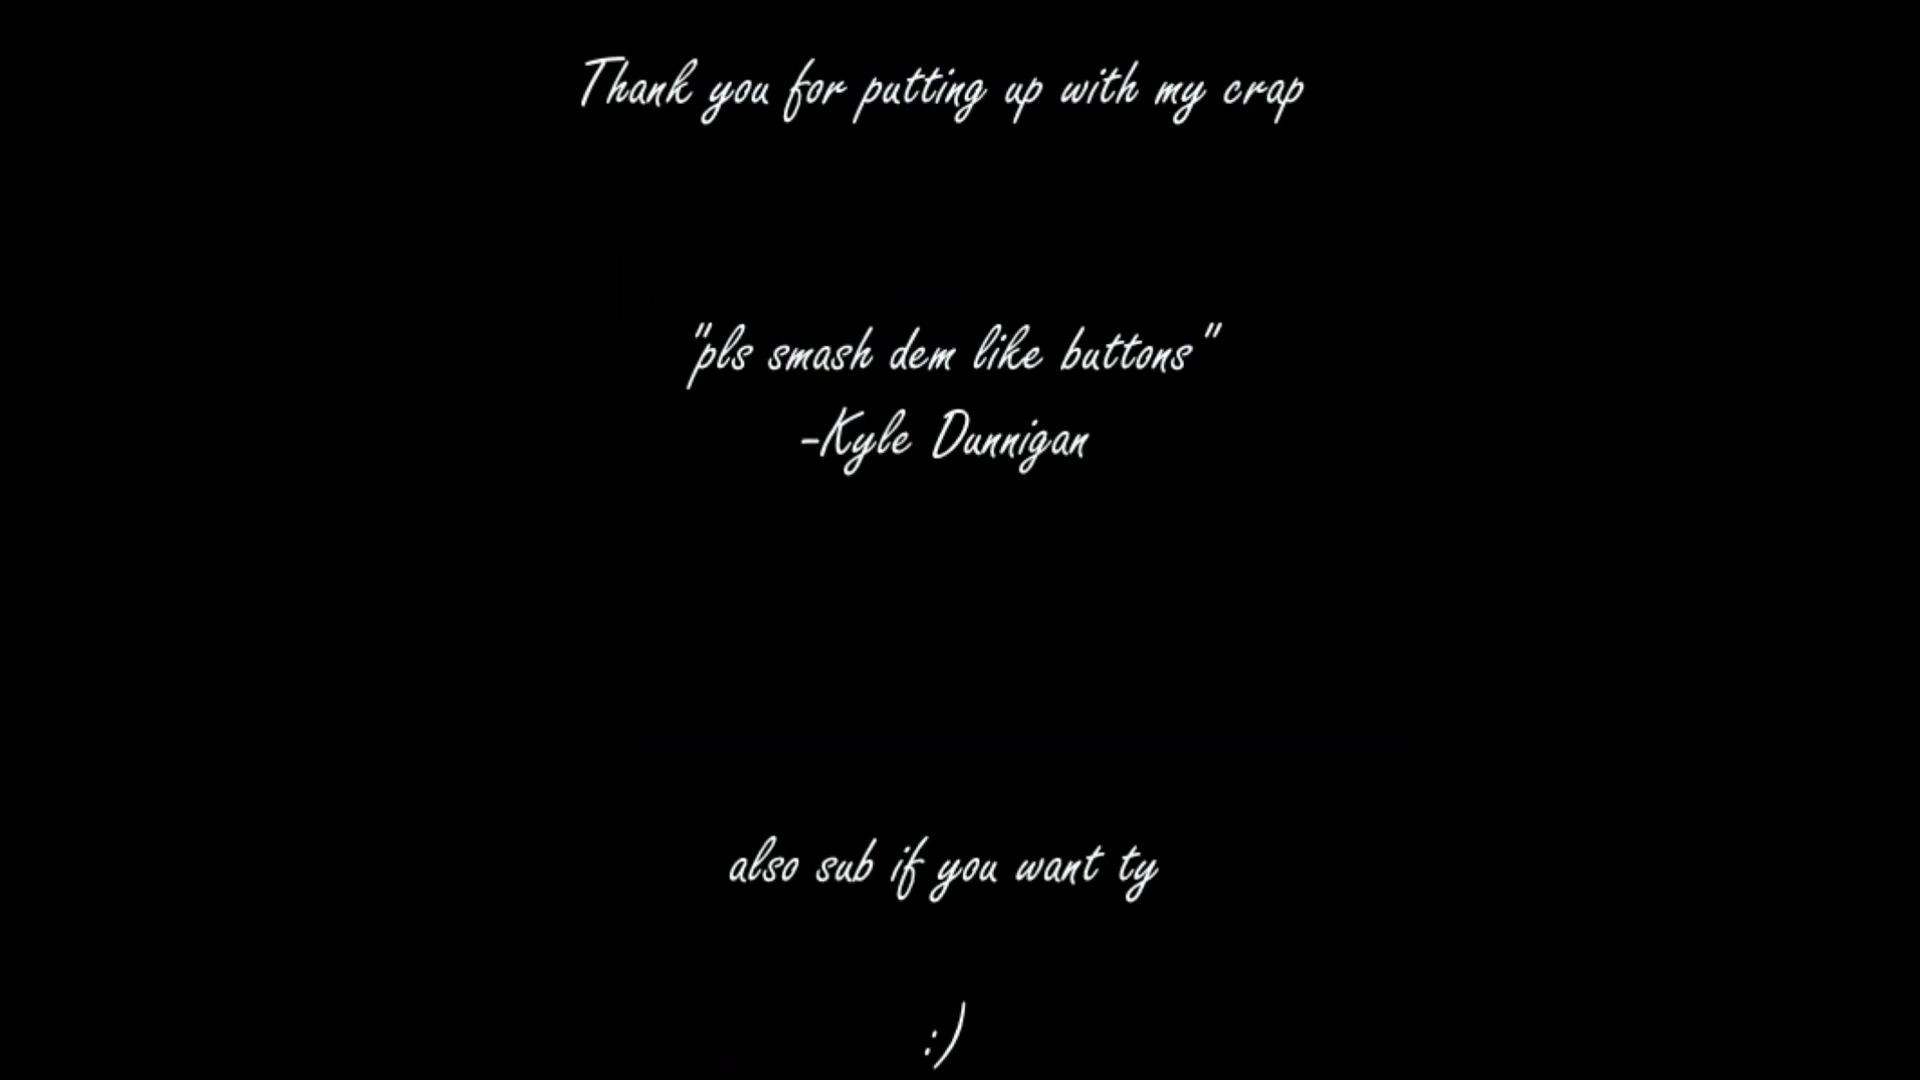 Thank you for putting up with my crap
"pls smash dem like buttons"
-Kyle Dunnigan
also sub if you want ty
:)